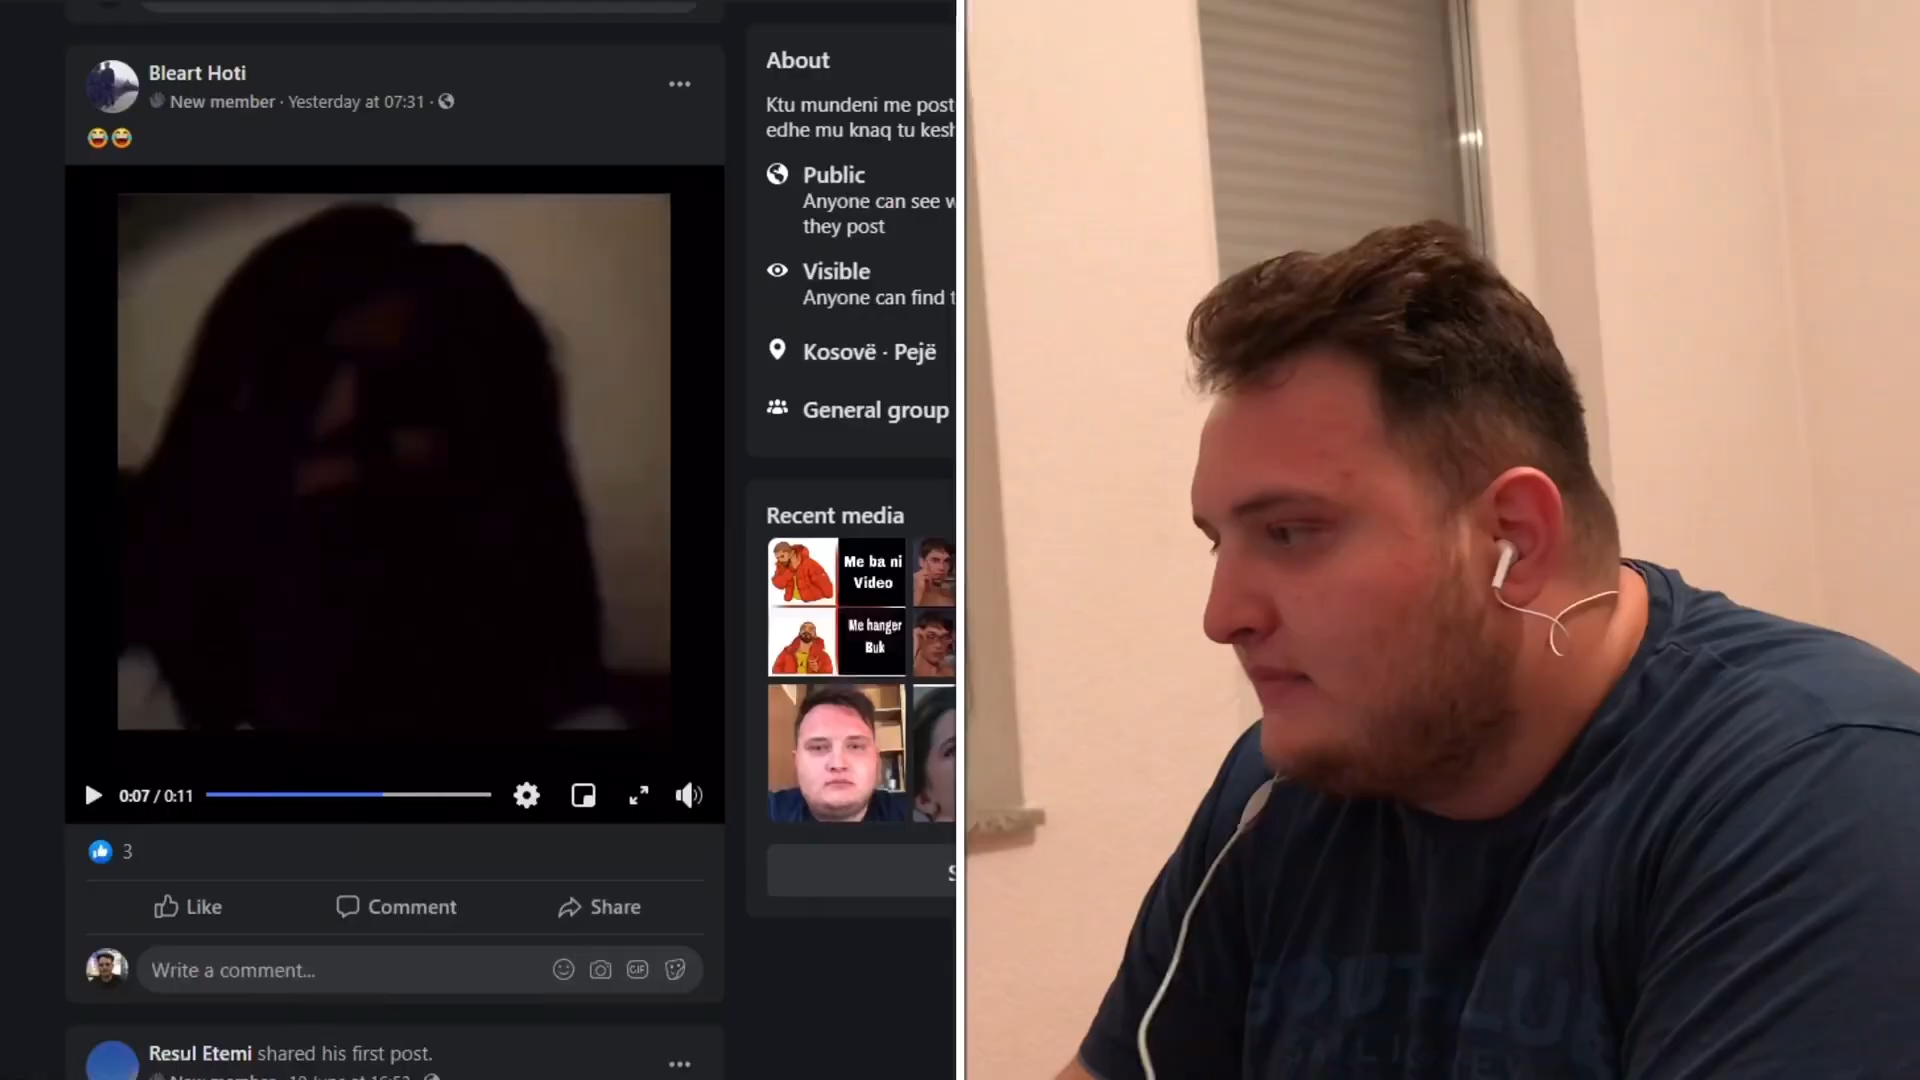 Bleart Hoti
New member · Yesterday at 07:31 ·
0:07 / 0:11
3
Like
Comment
Share
Write a comment...
GIF
Resul Etemi shared his first post.
About
Ktu mundeni me post
edhe mu knaq tu kesh
Public
Anyone can see w
they post
Visible
Anyone can find t
Kosovë · Pejë
General group
Recent media
Me ba ni
Video
Me hanger
Buk
S